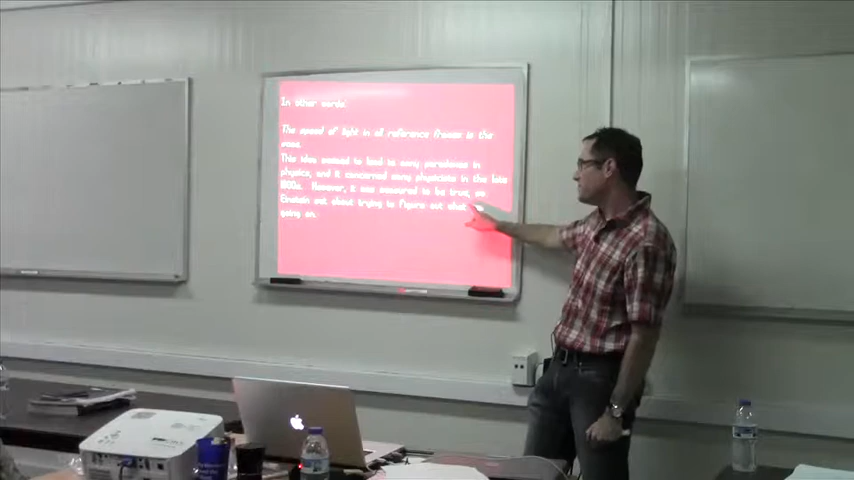 In other words:
The speed of light in all reference frames is the
same.
This idea seemed to lead to many paradoxes in
physics, and it concerned many physicists in the late
1800s. However, it was measured to be true, so
Einstein set about trying to figure out what was
going on.